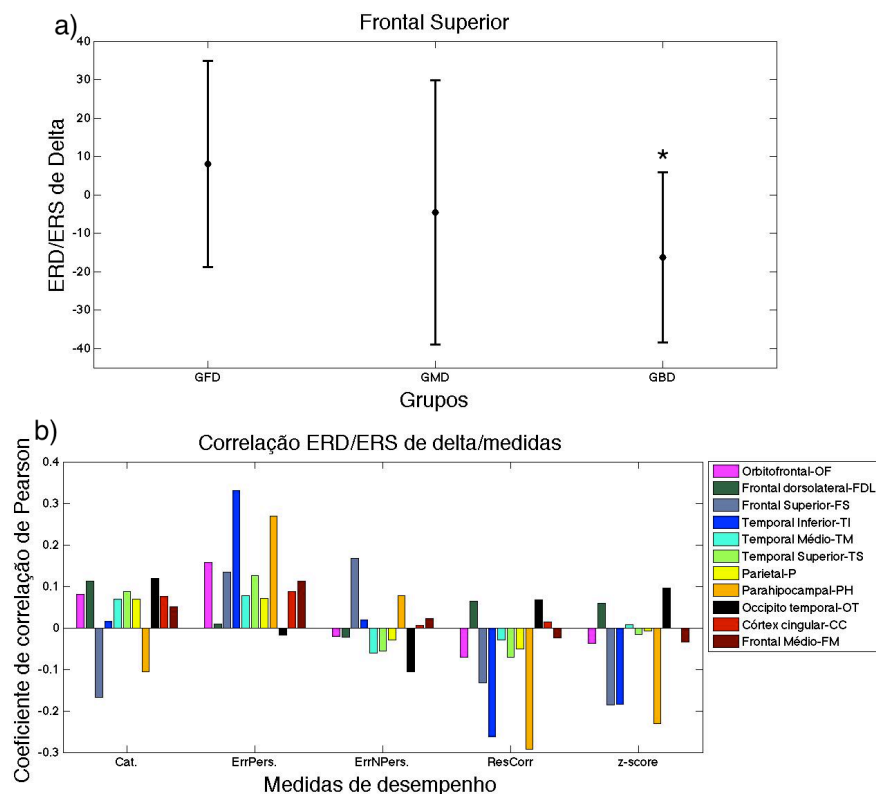 a)
Frontal Superior
ERD/ERS de Delta
40
30
20
10
0
-10
-20
-30
-40
*
GFD
GMD
GBD
Grupos
b)
Correlação ERD/ERS de delta/medidas
Coeficiente de correlação de Pearson
0.4
0.3
0.2
0.1
0
-0.1
-0.2
-0.3
Cat.
ErrPers.
ErrNPers.
ResCorr
z-score
Medidas de desempenho
Orbitofrontal-OF
Frontal dorsolateral-FDL
Frontal Superior-FS
Temporal Inferior-TI
Temporal Médio-TM
Temporal Superior-TS
Parietal-P
Parahipocampal-PH
Occipito temporal-OT
Córtex cingular-CC
Frontal Médio-FM